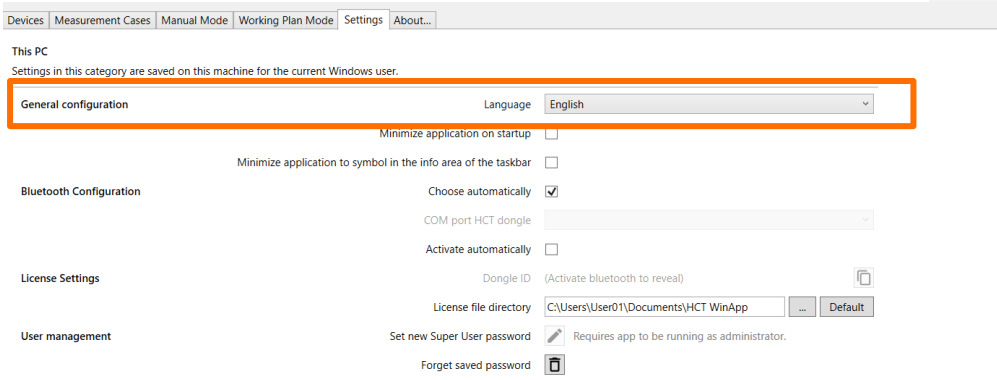 Devices Measurement Cases Manual Mode Working Plan Mode Settings About...
This PC
Settings in this category are saved on this machine for the current Windows user.
General configuration Language English
Minimize application on startup
Minimize application to symbol in the info area of the taskbar
Bluetooth Configuration Choose automatically
COM port HCT dongle
Activate automatically
License Settings Dongle ID (Activate bluetooth to reveal)
License file directory C:\Users\User01\Documents\HCT WinApp ... Default
User management Set new Super User password Requires app to be running as administrator.
Forget saved password